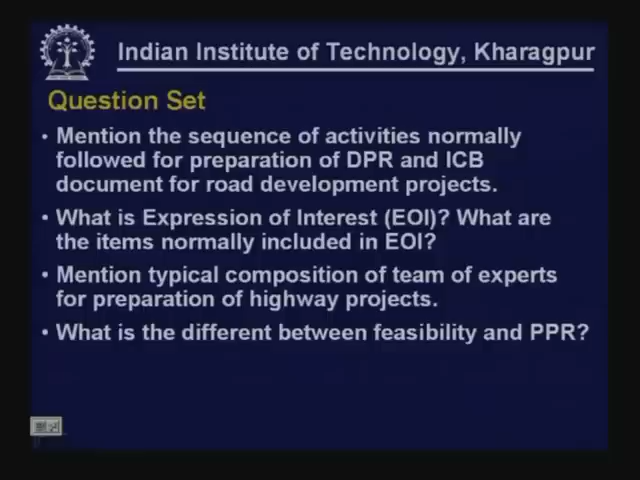 Indian Institute of Technology, Kharagpur
Question Set
• Mention the sequence of activities normally
followed for preparation of DPR and ICB
document for road development projects.
• What is Expression of Interest (EOI)? What are
the items normally included in EOI?
• Mention typical composition of team of experts
for preparation of highway projects.
• What is the different between feasibility and PPR?